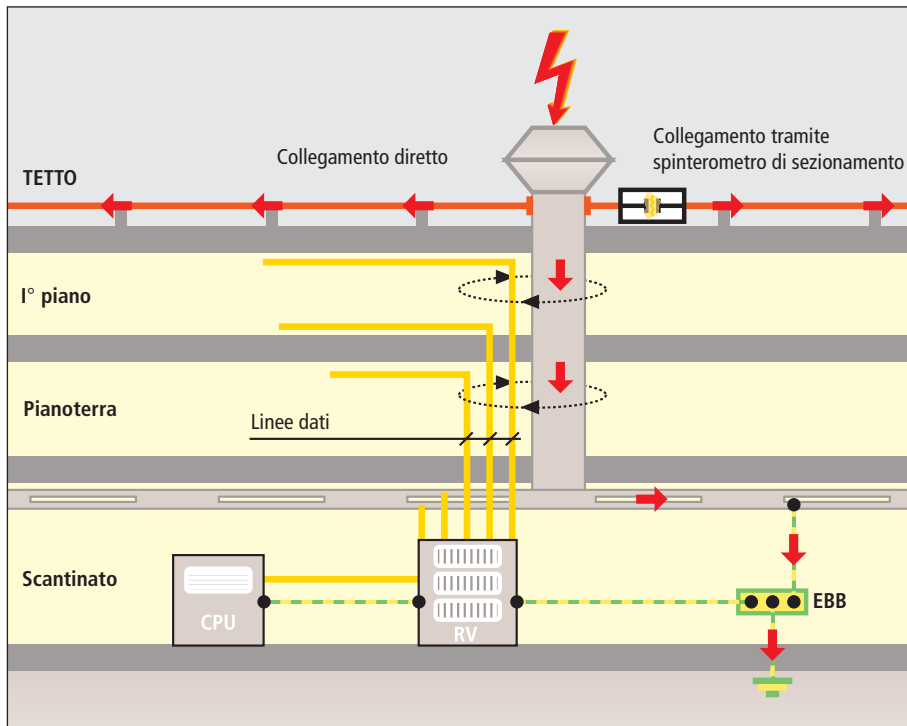 Collegamento diretto
Collegamento tramite
spinterometro di sezionamento
TETTO
I° piano
Pianoterra
Linee dati
Scantinato
CPU
RV
EBB